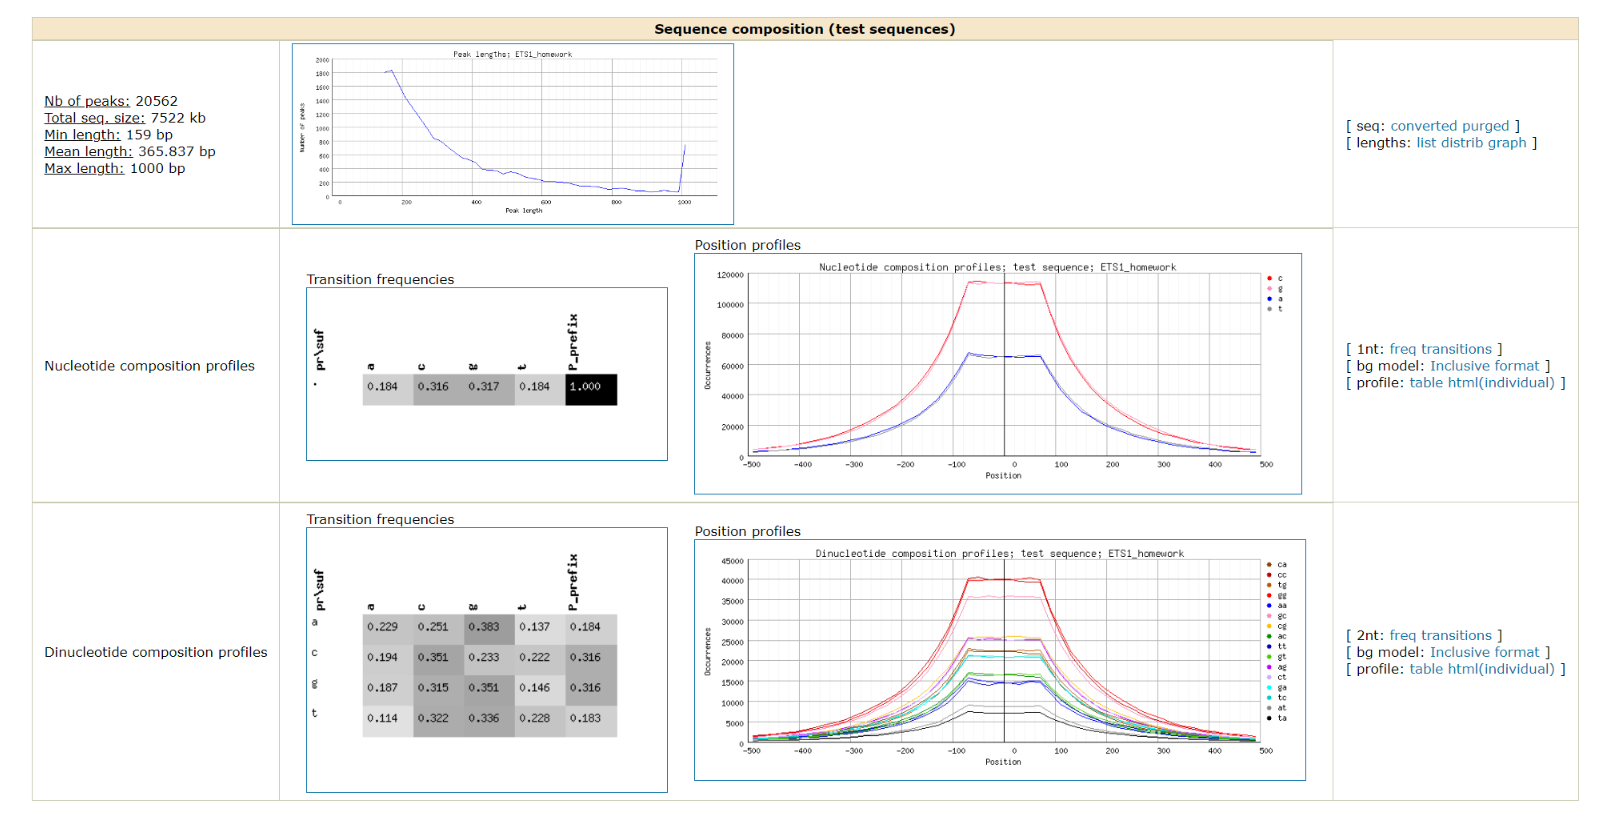 Sequence composition (test sequences)
Nb of peaks: 20562
Total seq. size: 7522 kb
Min length: 159 bp
Mean length: 365.837 bp
Max length: 1000 bp
Peak lengths; ETS1_homework
2000
1800
1600
1400
1200
1000
800
600
400
200
0
Number of peaks
0 200 400 600 800 1000
Peak length
[ seq: converted purged ]
[ lengths: list distrib graph ]
Nucleotide composition profiles
Transition frequencies
pr\suf a c g t P_prefix
. 0.184 0.316 0.317 0.184 1.000
Position profiles
Nucleotide composition profiles; test sequence; ETS1_homework
120000
100000
80000
60000
40000
20000
0
Occurrences
-500 -400 -300 -200 -100 0 100 200 300 400 500
Position
c
g
a
t
[ 1nt: freq transitions ]
[ bg model: Inclusive format ]
[ profile: table html(individual) ]
Dinucleotide composition profiles
Transition frequencies
pr\suf a c g t P_prefix
a 0.229 0.251 0.383 0.137 0.184
c 0.194 0.351 0.233 0.222 0.316
g 0.187 0.315 0.351 0.146 0.316
t 0.114 0.322 0.336 0.228 0.183
Position profiles
Dinucleotide composition profiles; test sequence; ETS1_homework
45000
40000
35000
30000
25000
20000
15000
10000
5000
0
Occurrences
-500 -400 -300 -200 -100 0 100 200 300 400 500
Position
ca
cc
tg
gg
aa
gc
cg
ac
tt
gt
ag
ct
ga
tc
at
ta
[ 2nt: freq transitions ]
[ bg model: Inclusive format ]
[ profile: table html(individual) ]